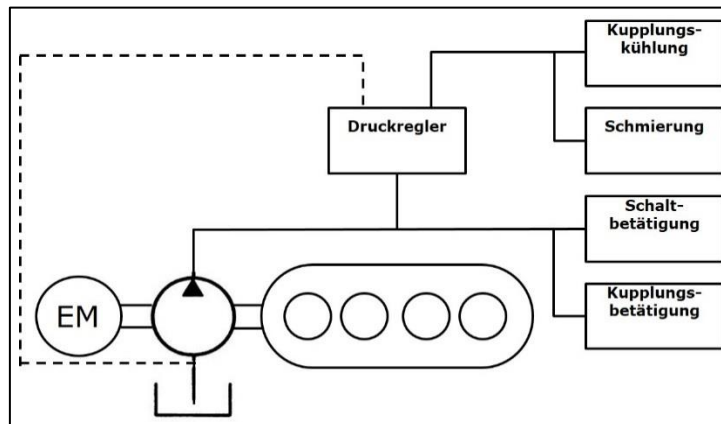 Kupplungs-
kühlung
Druckregler
Schmierung
Schalt-
betätigung
EM
Kupplungs-
betätigung